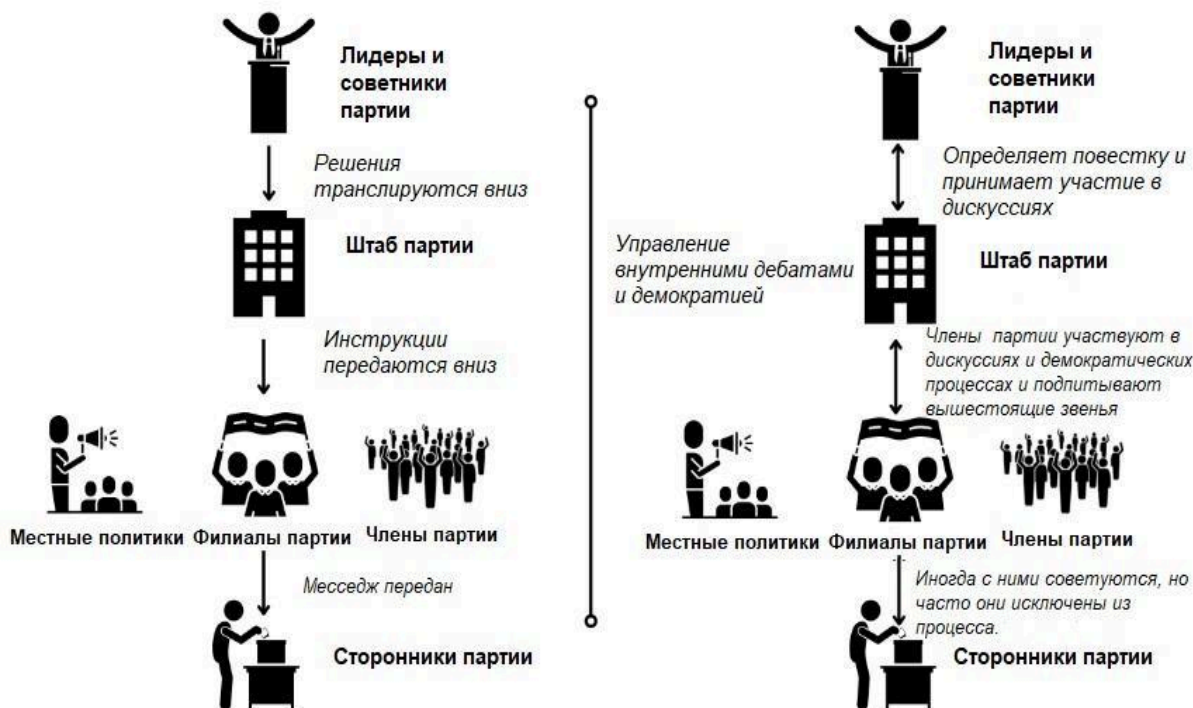 Лидеры и
советники
партии
Решения
транслируются вниз
Штаб партии
Инструкции
передаются вниз
Местные политики
Филиалы партии
Члены партии
Месседж передан
Сторонники партии
Управление
внутренними дебатами
и демократией
Лидеры и
советники
партии
Определяет повестку и
принимает участие в
дискуссиях
Штаб партии
Члены партии участвуют в
дискуссиях и демократических
процессах и подпитывают
вышестоящие звенья
Местные политики
Филиалы партии
Члены партии
Иногда с ними советуются, но
часто они исключены из
процесса.
Сторонники партии